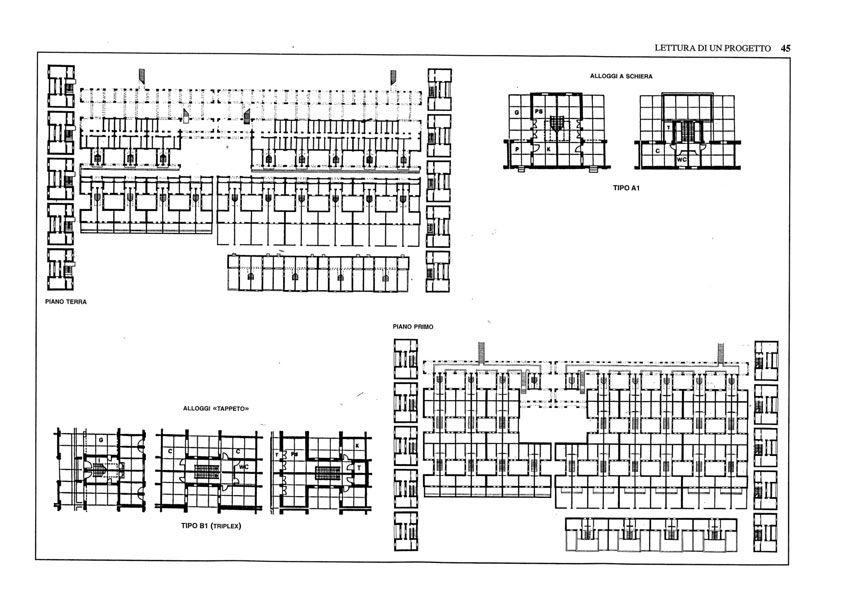 LETTURA DI UN PROGETTO 45
ALLOGGI A SCHIERA
G
PS
P
K
T
C
WC
TIPO A1
PIANO TERRA
PIANO PRIMO
ALLOGGI «TAPPETO»
G
C
C
WC
T
PS
K
T
TIPO B1 (TRIPLEX)